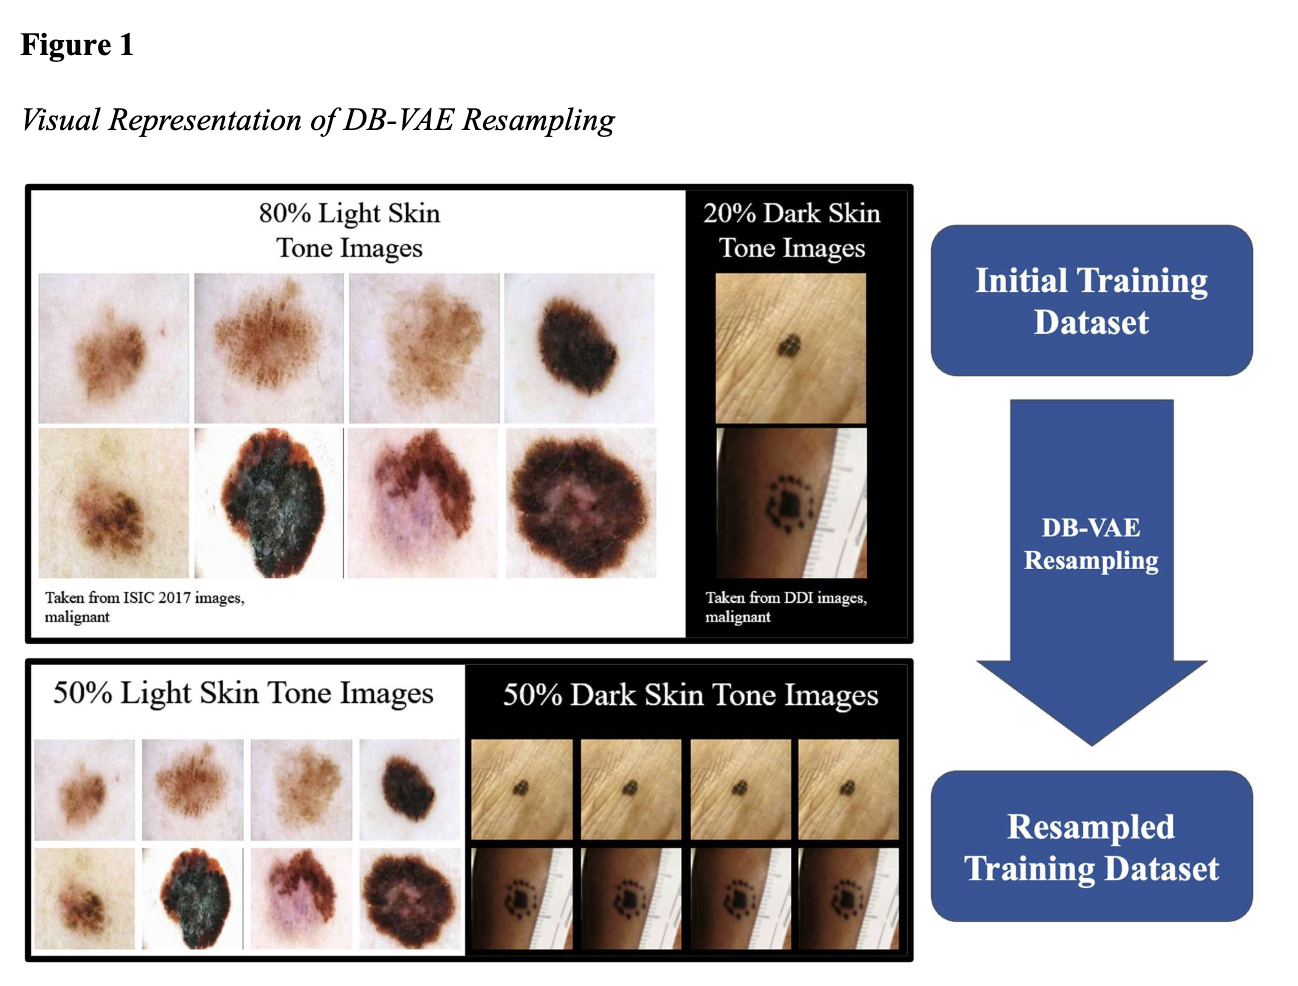 Figure 1
Visual Representation of DB-VAE Resampling
80% Light Skin
Tone Images
20% Dark Skin
Tone Images
Taken from ISIC 2017 images,
malignant
Taken from DDI images,
malignant
Initial Training
Dataset
DB-VAE
Resampling
50% Light Skin Tone Images
50% Dark Skin Tone Images
Resampled
Training Dataset